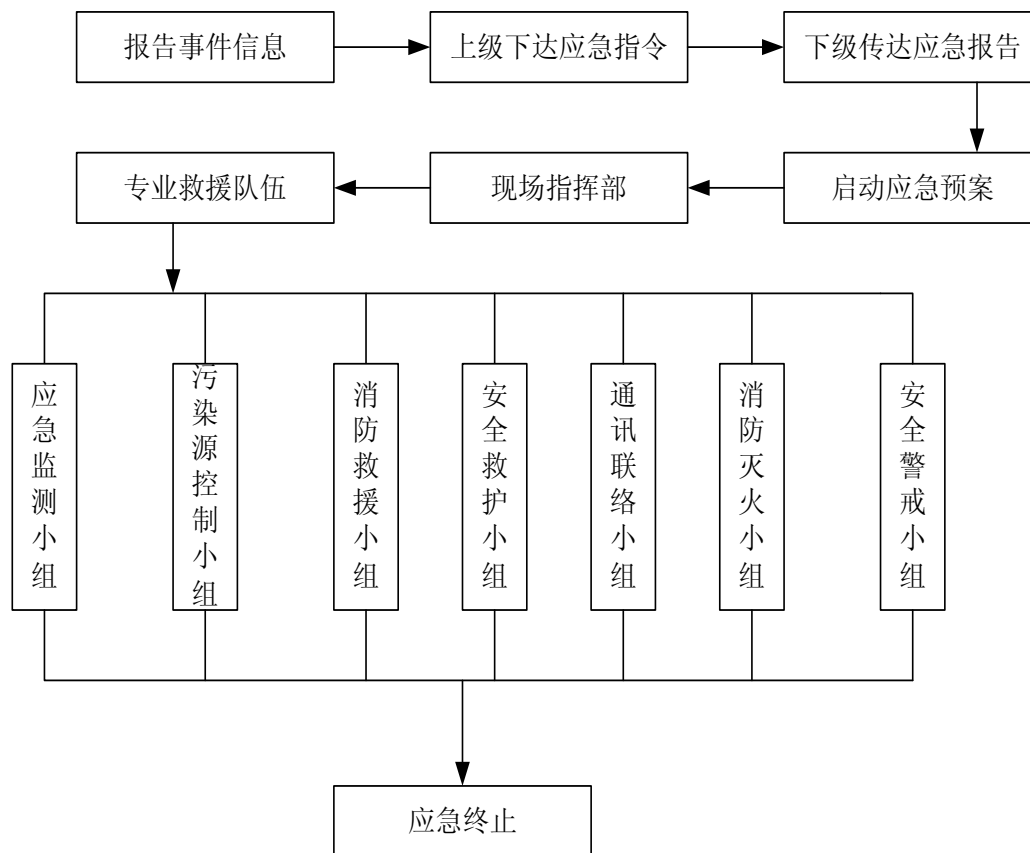 报告事件信息
上级下达应急指令
下级传达应急报告
专业救援队伍
现场指挥部
启动应急预案
应急监测小组
污染源控制小组
消防救援小组
安全救护小组
通讯联络小组
消防灭火小组
安全警戒小组
应急终止